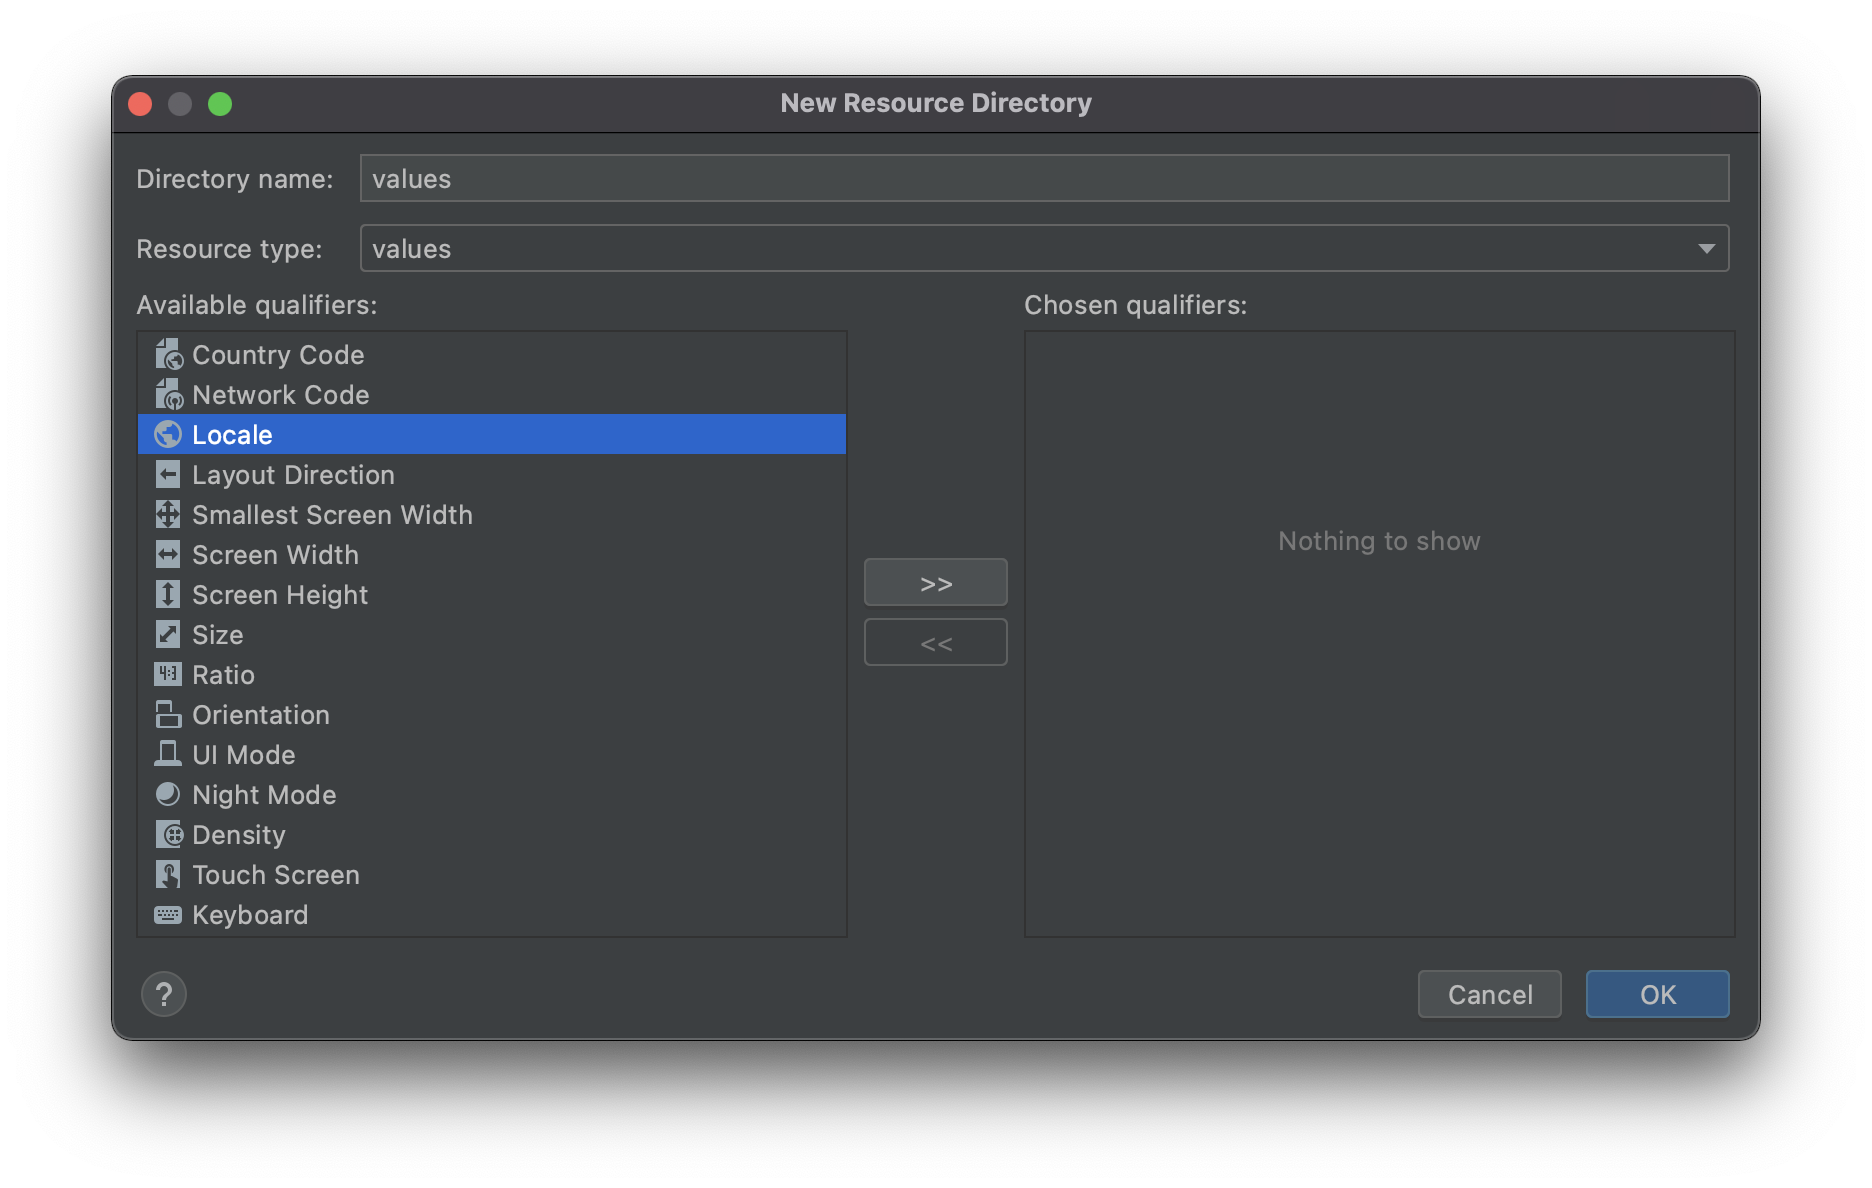 New Resource Directory
Directory name: values
Resource type: values
Available qualifiers:
Country Code
Network Code
Locale
Layout Direction
Smallest Screen Width
Screen Width
Screen Height
Size
4:3 Ratio
Orientation
UI Mode
Night Mode
Density
Touch Screen
Keyboard
>>
<<
Chosen qualifiers:
Nothing to show
?
Cancel
OK